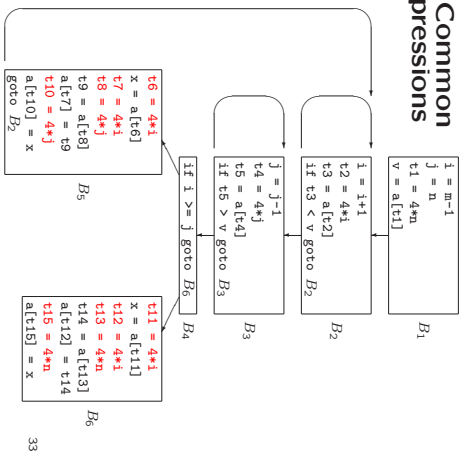 Common
pressions
i = m-1
j = n
t1 = 4*n
v = a[t1]
B1
i = i+1
t2 = 4*i
t3 = a[t2]
if t3 < v goto B2
B2
j = j-1
t4 = 4*j
t5 = a[t4]
if t5 > v goto B3
B3
if i >= j goto B6
B4
t6 = 4*i
x = a[t6]
t7 = 4*i
t8 = 4*j
t9 = a[t8]
a[t7] = t9
t10 = 4*j
a[t10] = x
goto B2
B5
t11 = 4*i
x = a[t11]
t12 = 4*i
t13 = 4*n
t14 = a[t13]
a[t12] = t14
t15 = 4*n
a[t15] = x
B6
33